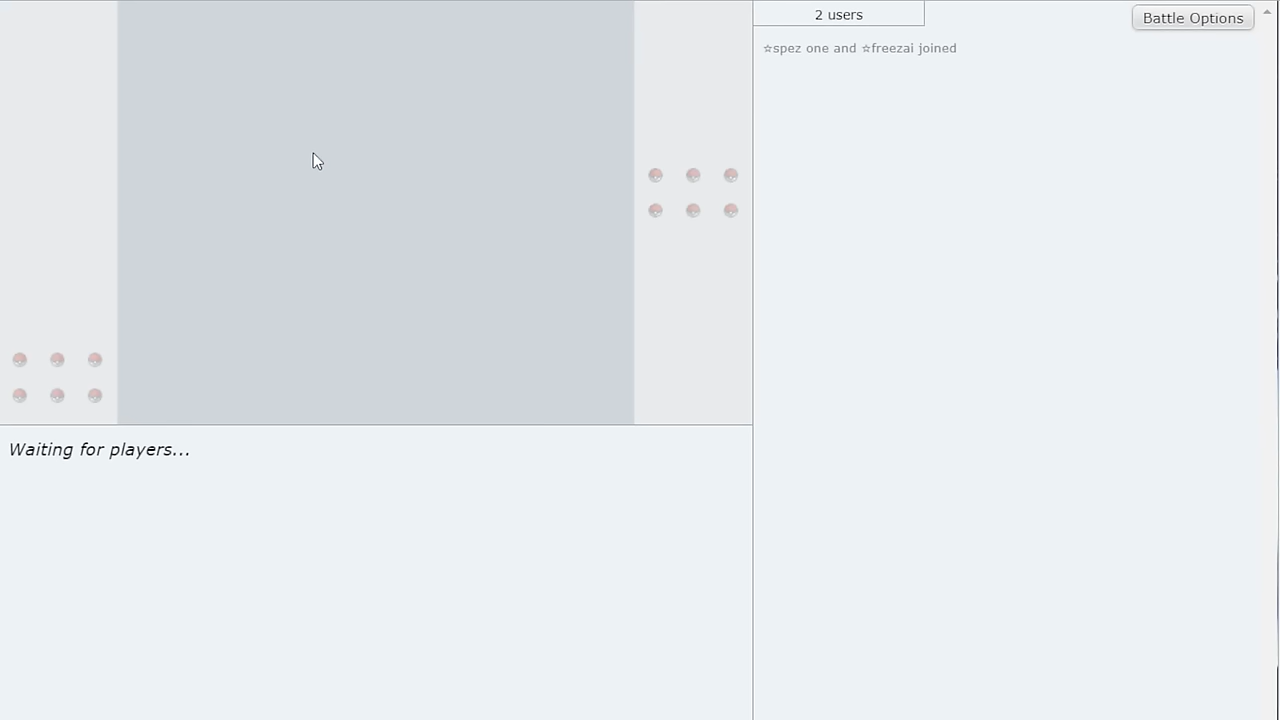 2 users
Battle Options
☆spez one and ☆freezai joined
Waiting for players...